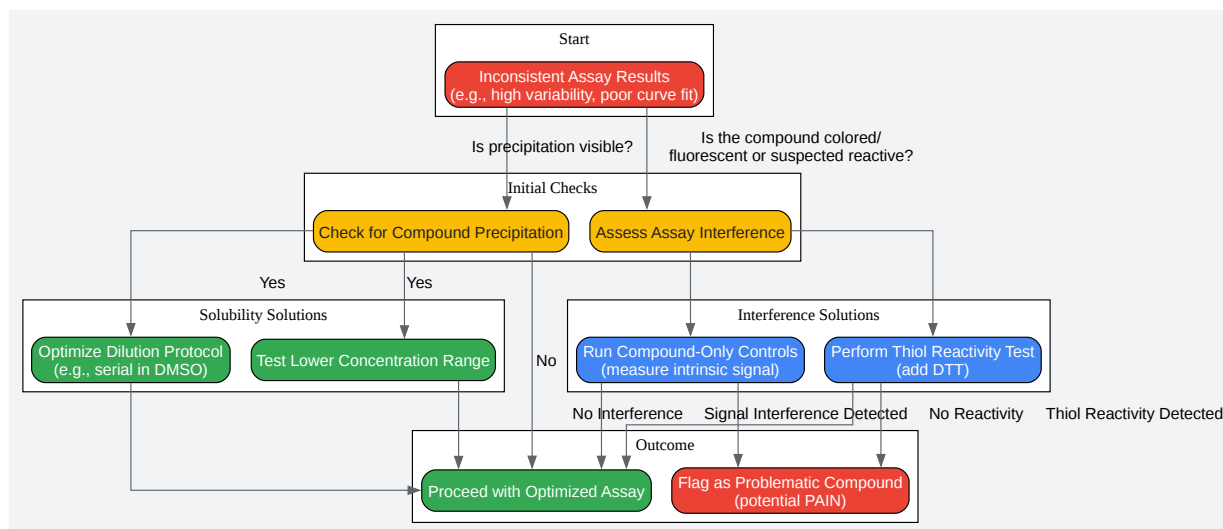 Start
Inconsistent Assay Results
(e.g., high variability, poor curve fit)
Is precipitation visible?
Is the compound colored/
fluorescent or suspected reactive?
Initial Checks
Check for Compound Precipitation
Assess Assay Interference
Yes
Yes
Solubility Solutions
Optimize Dilution Protocol
(e.g., serial in DMSO)
Test Lower Concentration Range
No
Interference Solutions
Run Compound-Only Controls
(measure intrinsic signal)
Perform Thiol Reactivity Test
(add DTT)
No Interference
Signal Interference Detected
No Reactivity
Thiol Reactivity Detected
Outcome
Proceed with Optimized Assay
Flag as Problematic Compound
(potential PAIN)